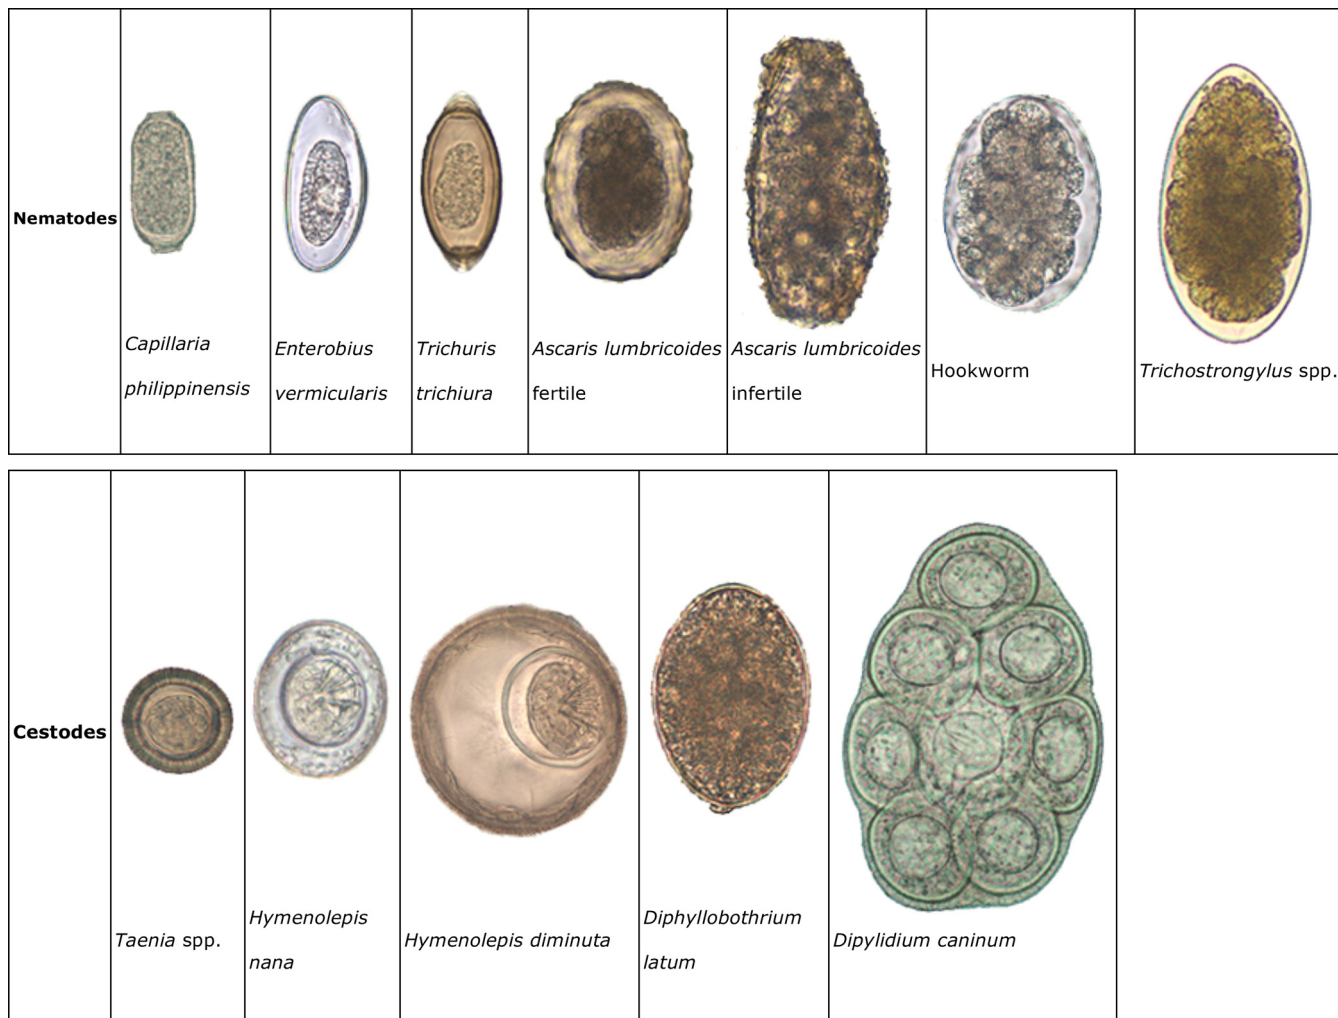 Nematodes
Capillaria
philippinensis
Enterobius
vermicularis
Trichuris
trichiura
Ascaris lumbricoides
fertile
Ascaris lumbricoides
infertile
Hookworm
Trichostrongylus spp.
Cestodes
Taenia spp.
Hymenolepis
nana
Hymenolepis diminuta
Diphyllobothrium
latum
Dipylidium caninum